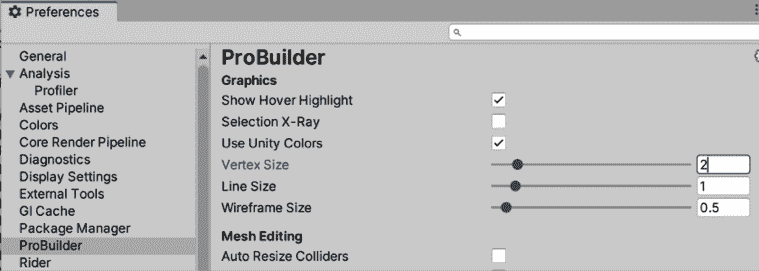 Preferences
General
Analysis
Profiler
Asset Pipeline
Colors
Core Render Pipeline
Diagnostics
Display Settings
External Tools
GI Cache
Package Manager
ProBuilder
Rider
ProBuilder
Graphics
Show Hover Highlight
Selection X-Ray
Use Unity Colors
Vertex Size 2
Line Size 1
Wireframe Size 0.5
Mesh Editing
Auto Resize Colliders